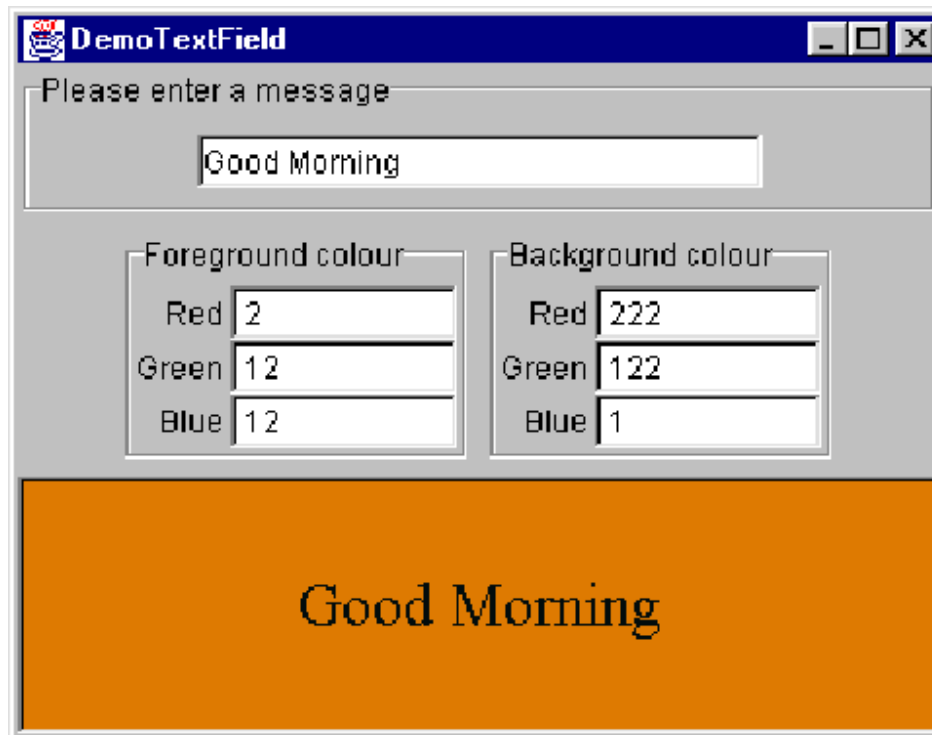 DemoTextField
Please enter a message
Good Morning
Foreground colour
Red 2
Green 12
Blue 12
Background colour
Red 222
Green 122
Blue 1
Good Morning